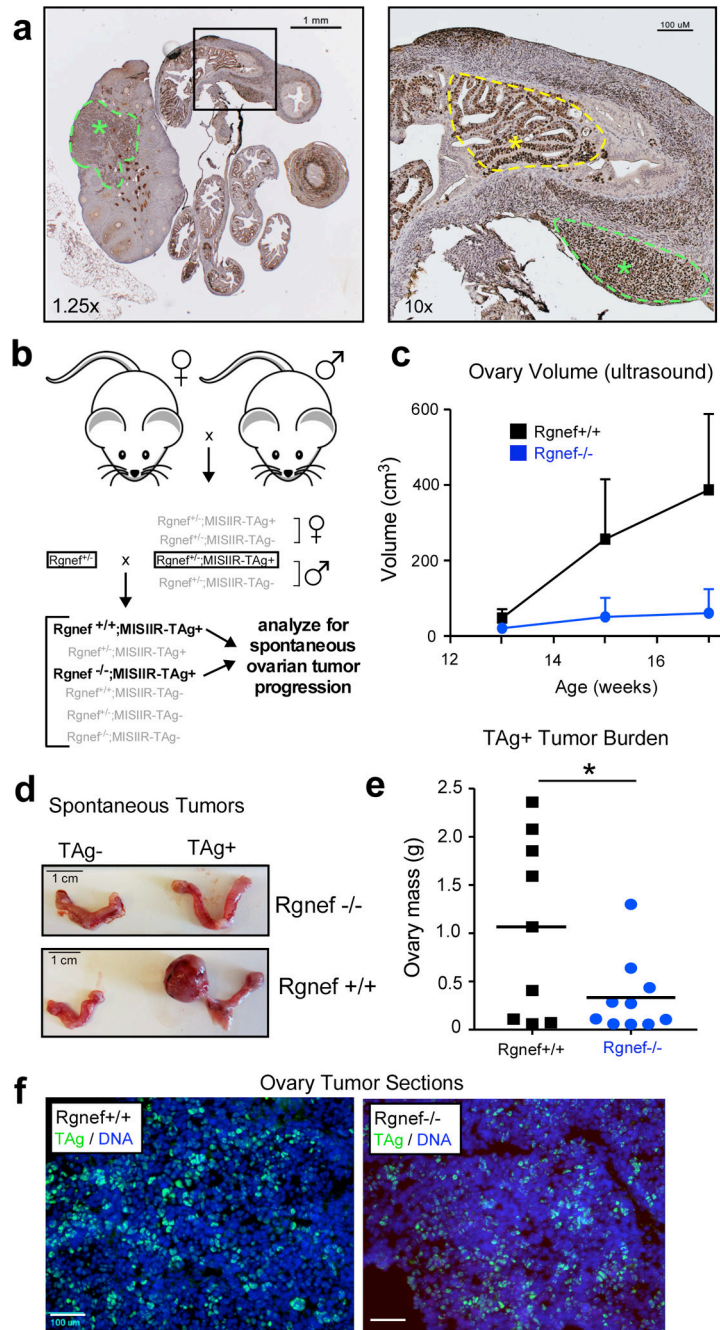 a
1 mm
1.25x
100 uM
10x
b
♀
♂
x
Rgnef+/-;MISIIR-TAg+
Rgnef+/-;MISIIR-TAg-
♀
Rgnef+/-
x
Rgnef+/-;MISIIR-TAg+
Rgnef+/-;MISIIR-TAg-
♂
Rgnef +/+;MISIIR-TAg+
Rgnef+/-;MISIIR-TAg+
Rgnef -/-;MISIIR-TAg+
Rgnef+/+;MISIIR-TAg-
Rgnef+/-;MISIIR-TAg-
Rgnef-/-;MISIIR-TAg-
analyze for
spontaneous
ovarian tumor
progression
c
Ovary Volume (ultrasound)
Rgnef+/+
Rgnef-/-
Volume (cm3)
600
400
200
0
12
14
16
Age (weeks)
d
Spontaneous Tumors
TAg-
TAg+
1 cm
Rgnef -/-
1 cm
Rgnef +/+
e
TAg+ Tumor Burden
*
Ovary mass (g)
2.5
2.0
1.5
1.0
0.5
0
Rgnef+/+
Rgnef-/-
f
Ovary Tumor Sections
Rgnef+/+
TAg / DNA
100 um
Rgnef-/-
TAg / DNA